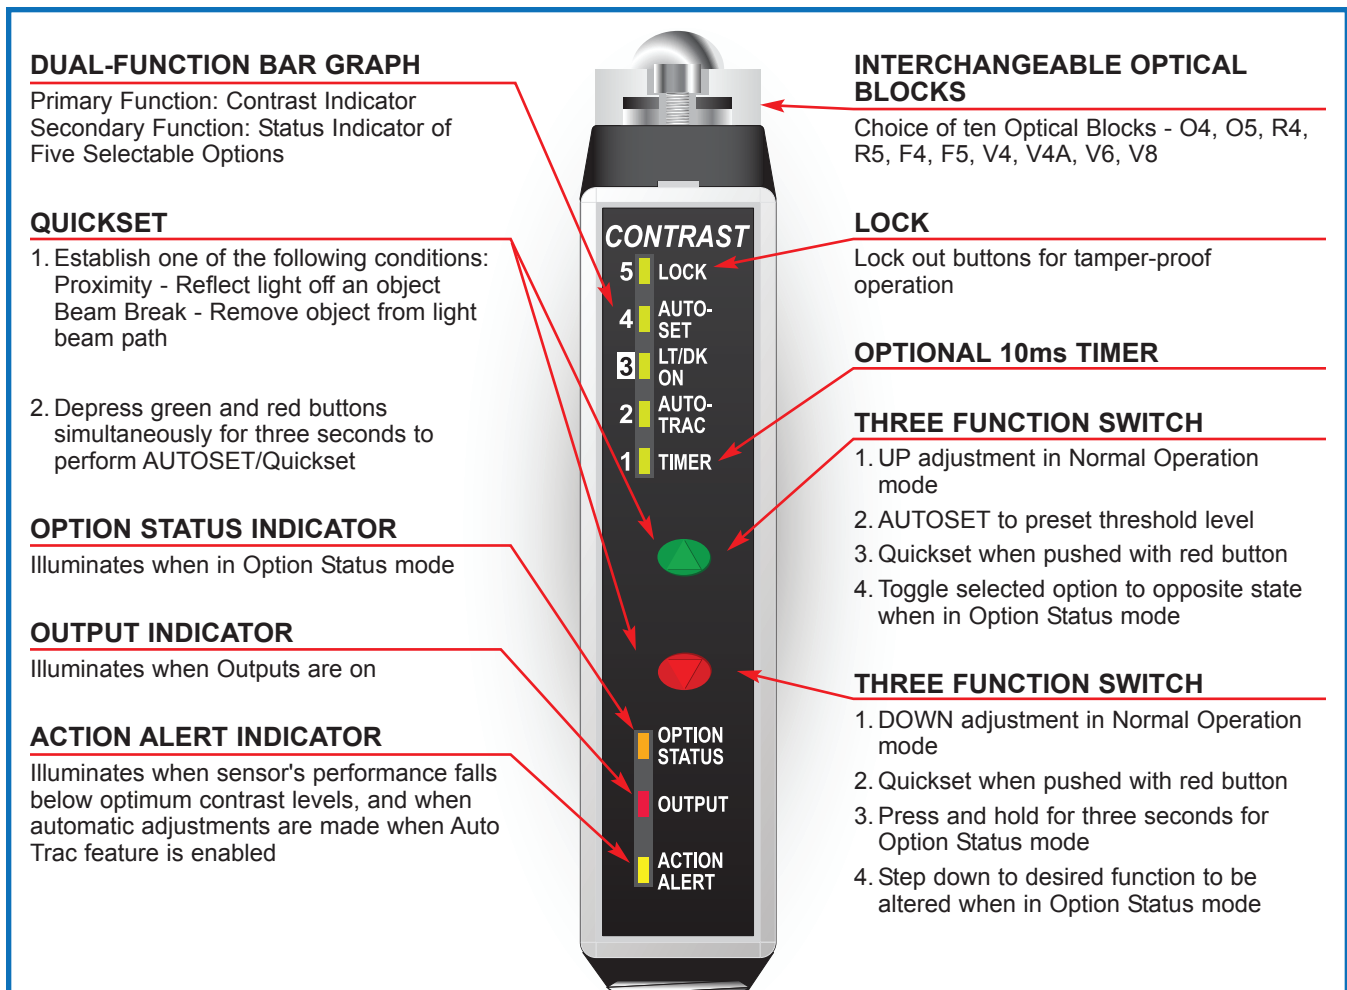 DUAL-FUNCTION BAR GRAPH
Primary Function: Contrast Indicator
Secondary Function: Status Indicator of
Five Selectable Options
QUICKSET
1. Establish one of the following conditions:
Proximity - Reflect light off an object
Beam Break - Remove object from light
beam path
2. Depress green and red buttons
simultaneously for three seconds to
perform AUTOSET/Quickset
OPTION STATUS INDICATOR
Illuminates when in Option Status mode
OUTPUT INDICATOR
Illuminates when Outputs are on
ACTION ALERT INDICATOR
Illuminates when sensor's performance falls
below optimum contrast levels, and when
automatic adjustments are made when Auto
Trac feature is enabled
CONTRAST
5 LOCK
4 AUTO-
SET
3 LT/DK
ON
2 AUTO-
TRAC
1 TIMER
OPTION
STATUS
OUTPUT
ACTION
ALERT
INTERCHANGEABLE OPTICAL
BLOCKS
Choice of ten Optical Blocks - O4, O5, R4,
R5, F4, F5, V4, V4A, V6, V8
LOCK
Lock out buttons for tamper-proof
operation
OPTIONAL 10ms TIMER
THREE FUNCTION SWITCH
1. UP adjustment in Normal Operation
mode
2. AUTOSET to preset threshold level
3. Quickset when pushed with red button
4. Toggle selected option to opposite state
when in Option Status mode
THREE FUNCTION SWITCH
1. DOWN adjustment in Normal Operation
mode
2. Quickset when pushed with red button
3. Press and hold for three seconds for
Option Status mode
4. Step down to desired function to be
altered when in Option Status mode